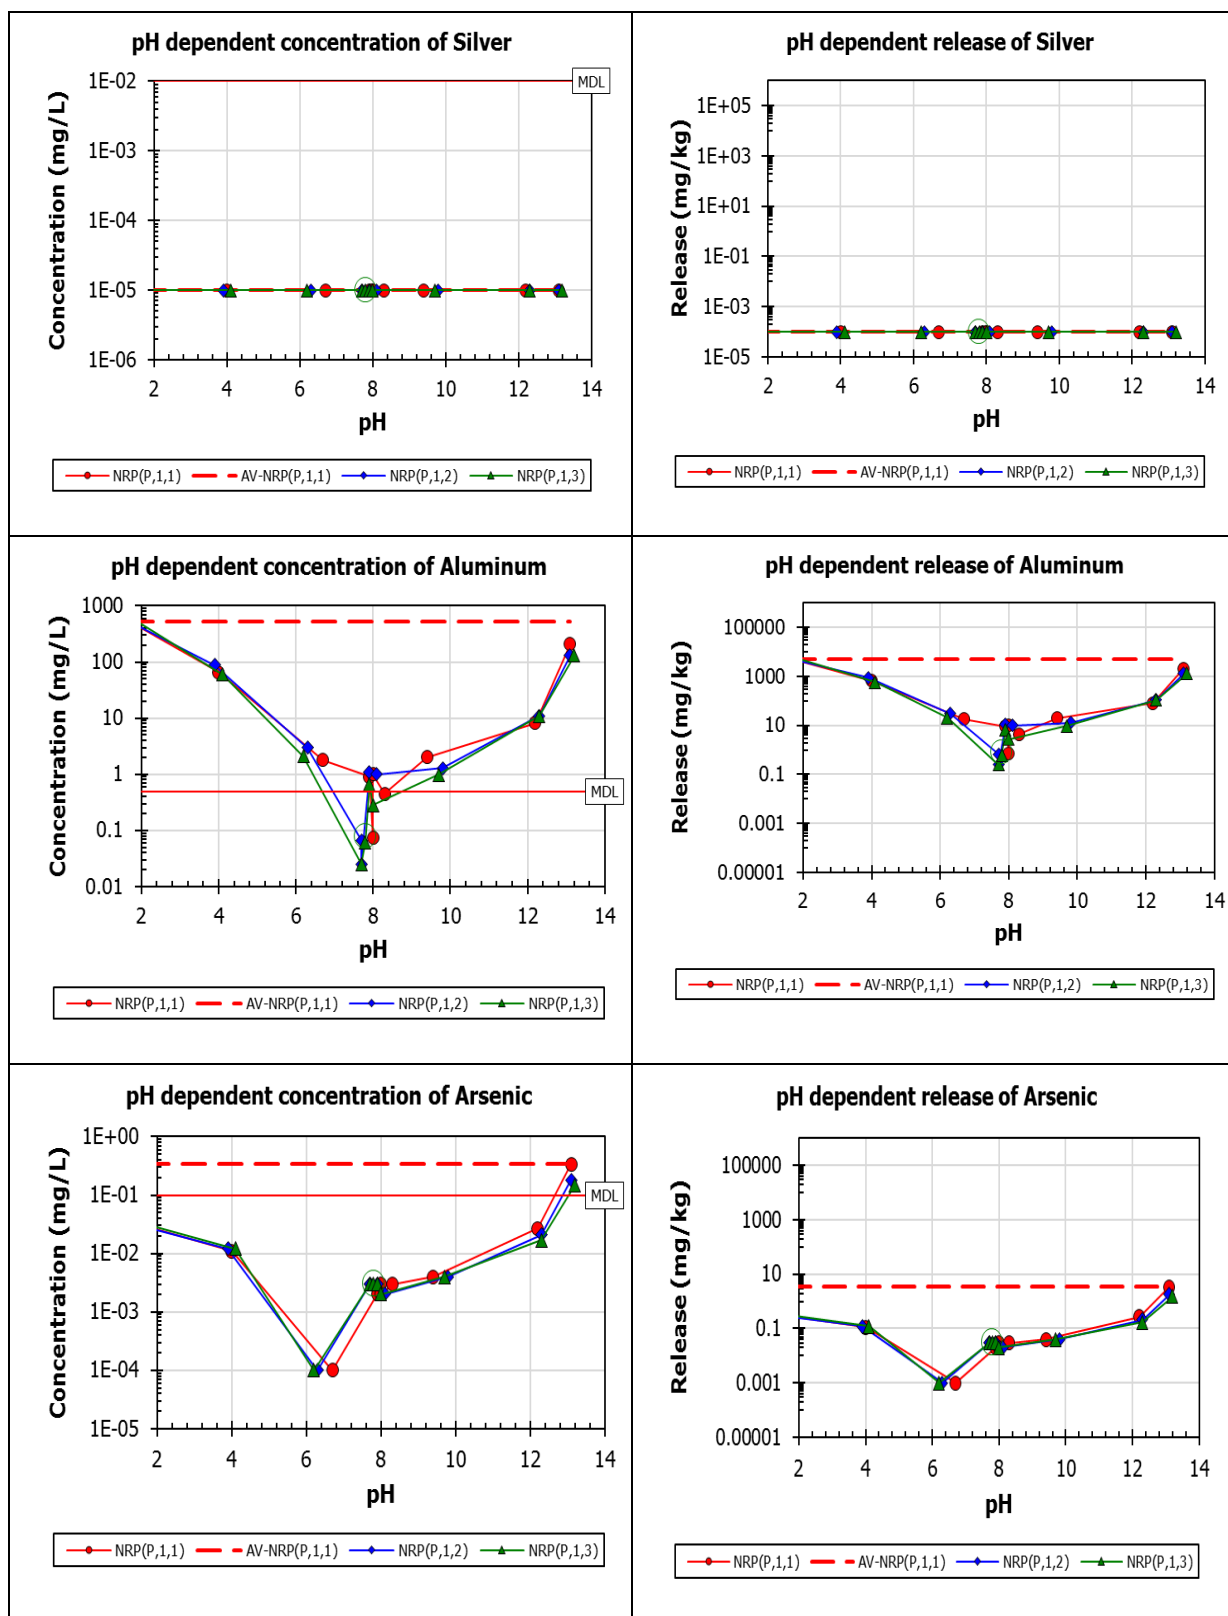 pH dependent concentration of Silver
1E-02
1E-03
1E-04
1E-05
1E-06
MDL
Concentration (mg/L)
2 4 6 8 10 12 14
pH
NRP(P,1,1) AV-NRP(P,1,1) NRP(P,1,2) NRP(P,1,3)
pH dependent release of Silver
1E+05
1E+03
1E+01
1E-01
1E-03
1E-05
Release (mg/kg)
2 4 6 8 10 12 14
pH
NRP(P,1,1) AV-NRP(P,1,1) NRP(P,1,2) NRP(P,1,3)
pH dependent concentration of Aluminum
1000
100
10
1
0.1
0.01
MDL
Concentration (mg/L)
2 4 6 8 10 12 14
pH
NRP(P,1,1) AV-NRP(P,1,1) NRP(P,1,2) NRP(P,1,3)
pH dependent release of Aluminum
100000
1000
10
0.1
0.001
0.00001
Release (mg/kg)
2 4 6 8 10 12 14
pH
NRP(P,1,1) AV-NRP(P,1,1) NRP(P,1,2) NRP(P,1,3)
pH dependent concentration of Arsenic
1E+00
1E-01
1E-02
1E-03
1E-04
1E-05
MDL
Concentration (mg/L)
2 4 6 8 10 12 14
pH
NRP(P,1,1) AV-NRP(P,1,1) NRP(P,1,2) NRP(P,1,3)
pH dependent release of Arsenic
100000
1000
10
0.1
0.001
0.00001
Release (mg/kg)
2 4 6 8 10 12 14
pH
NRP(P,1,1) AV-NRP(P,1,1) NRP(P,1,2) NRP(P,1,3)